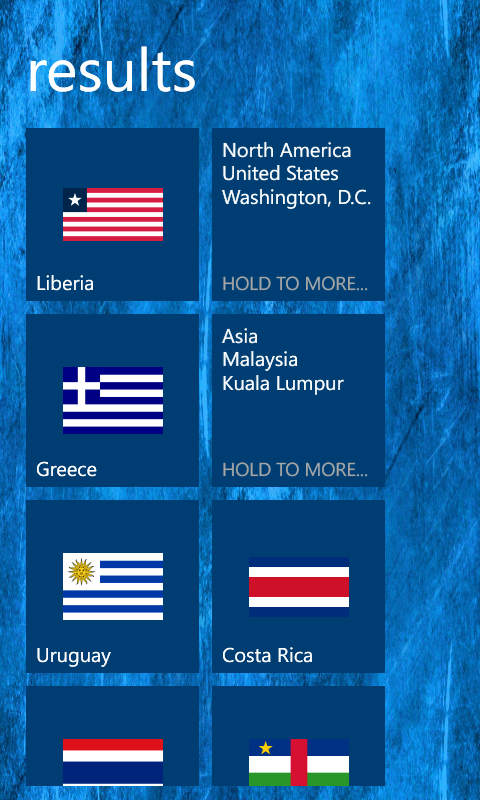 results
Liberia
North America
United States
Washington, D.C.
HOLD TO MORE...
Greece
Asia
Malaysia
Kuala Lumpur
HOLD TO MORE...
Uruguay
Costa Rica